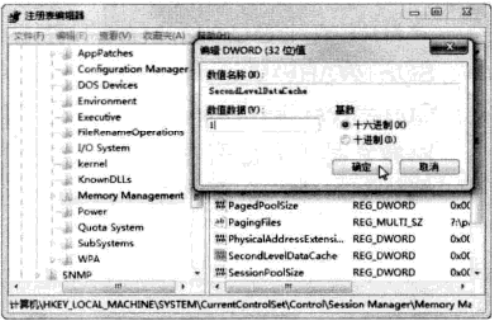 注册表编辑器
文件(F) 编辑(E) 查看(V) 收藏夹(A) 帮助(H)
AppPatches
Configuration Manager
DOS Devices
Environment
Executive
FileRenameOperations
I/O System
kernel
KnownDLLs
Memory Management
Power
Quota System
SubSystems
WPA
SNMP
编辑 DWORD (32 位)值
数值名称(N):
SecondLevelDataCache
数值数据(V):
1
基数
十六进制(H)
十进制(D)
确定
取消
PagedPoolSize REG_DWORD 0x00
PagingFiles REG_MULTI_SZ ?:\pa
PhysicalAddressExtensi... REG_DWORD 0x00
SecondLevelDataCache REG_DWORD 0x00
SessionPoolSize REG_DWORD 0x00
计算机\HKEY_LOCAL_MACHINE\SYSTEM\CurrentControlSet\Control\Session Manager\Memory Ma